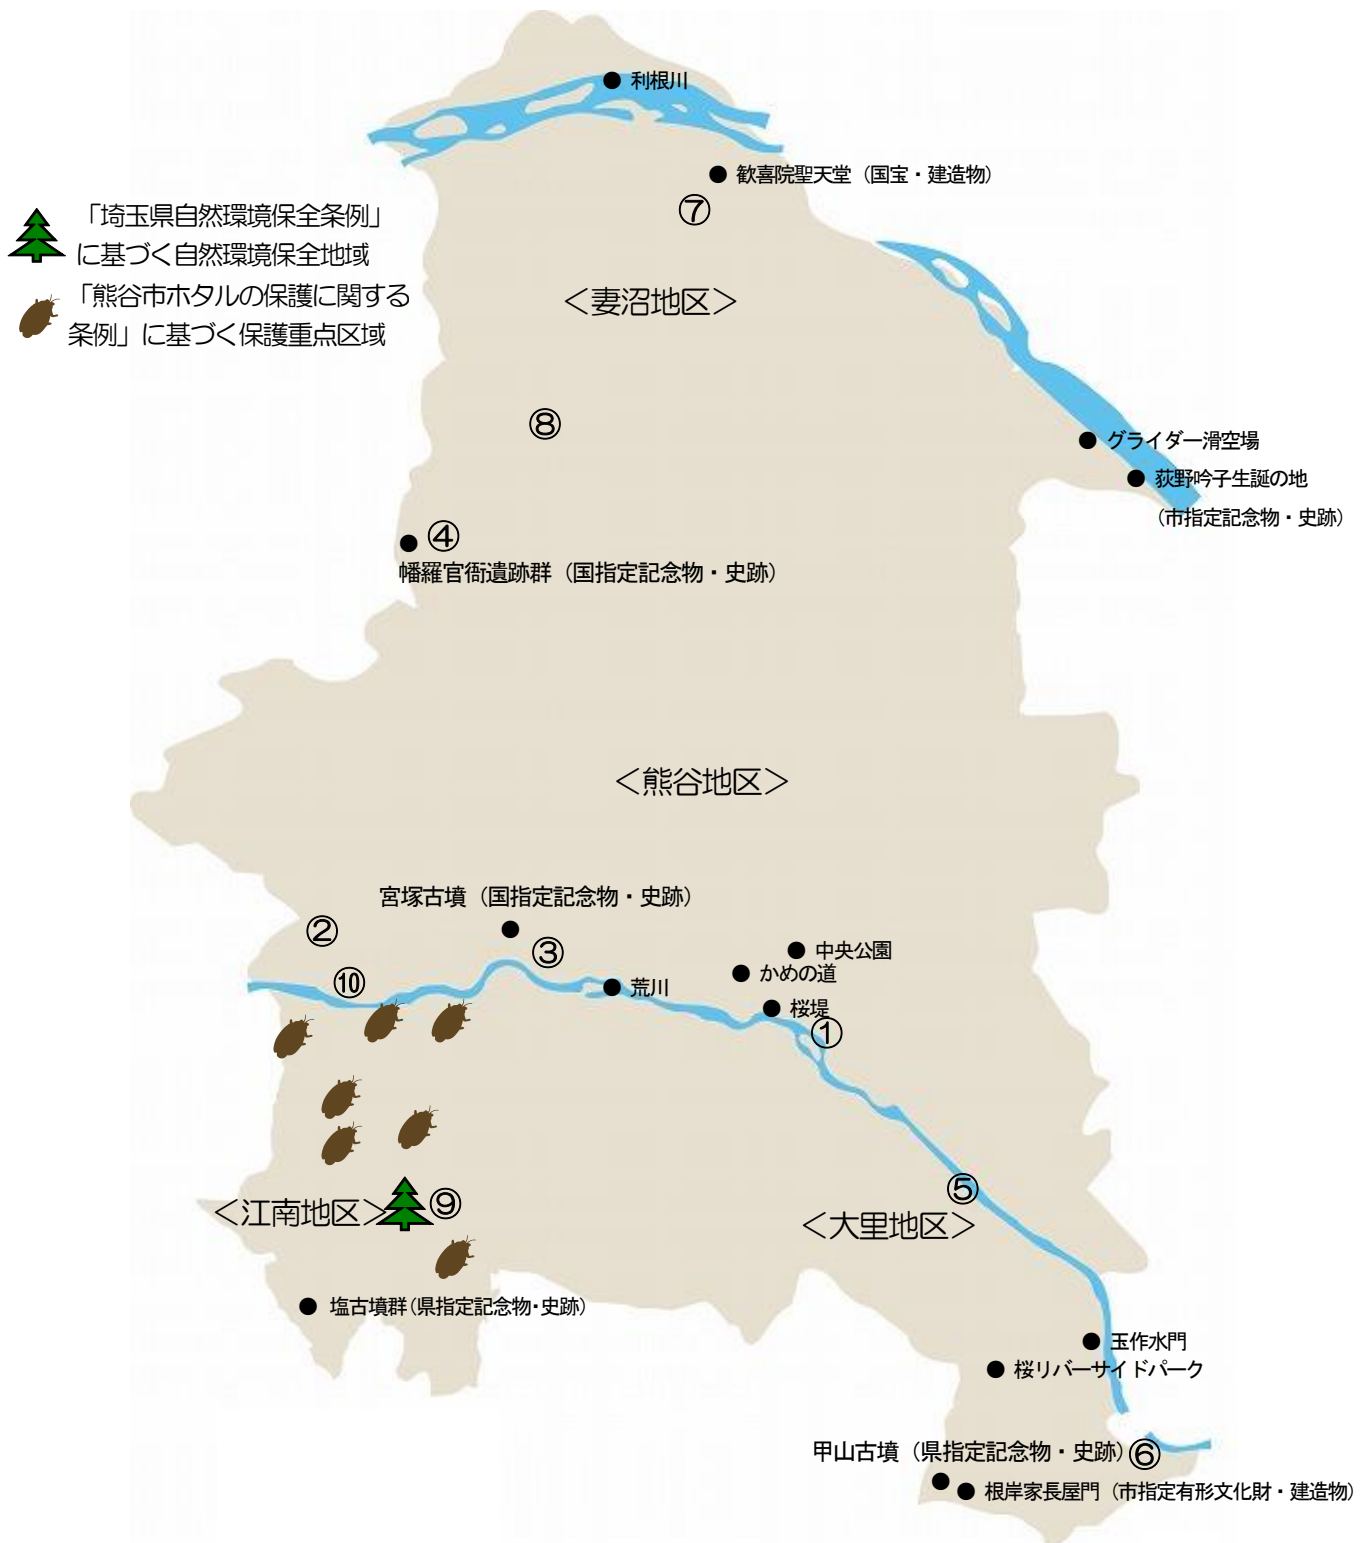 利根川
歓喜院聖天堂（国宝・建造物）
⑦
「埼玉県自然環境保全条例」
に基づく自然環境保全地域
「熊谷市ホタルの保護に関する
条例」に基づく保護重点区域
＜妻沼地区＞
⑧
グライダー滑空場
荻野吟子生誕の地
（市指定記念物・史跡）
④
幡羅官衙遺跡群（国指定記念物・史跡）
＜熊谷地区＞
宮塚古墳（国指定記念物・史跡）
②
③
中央公園
かめの道
⑩
荒川
桜堤
①
⑤
⑨
＜江南地区＞
＜大里地区＞
塩古墳群(県指定記念物・史跡)
玉作水門
桜リバーサイドパーク
甲山古墳（県指定記念物・史跡）
⑥
根岸家長屋門（市指定有形文化財・建造物）